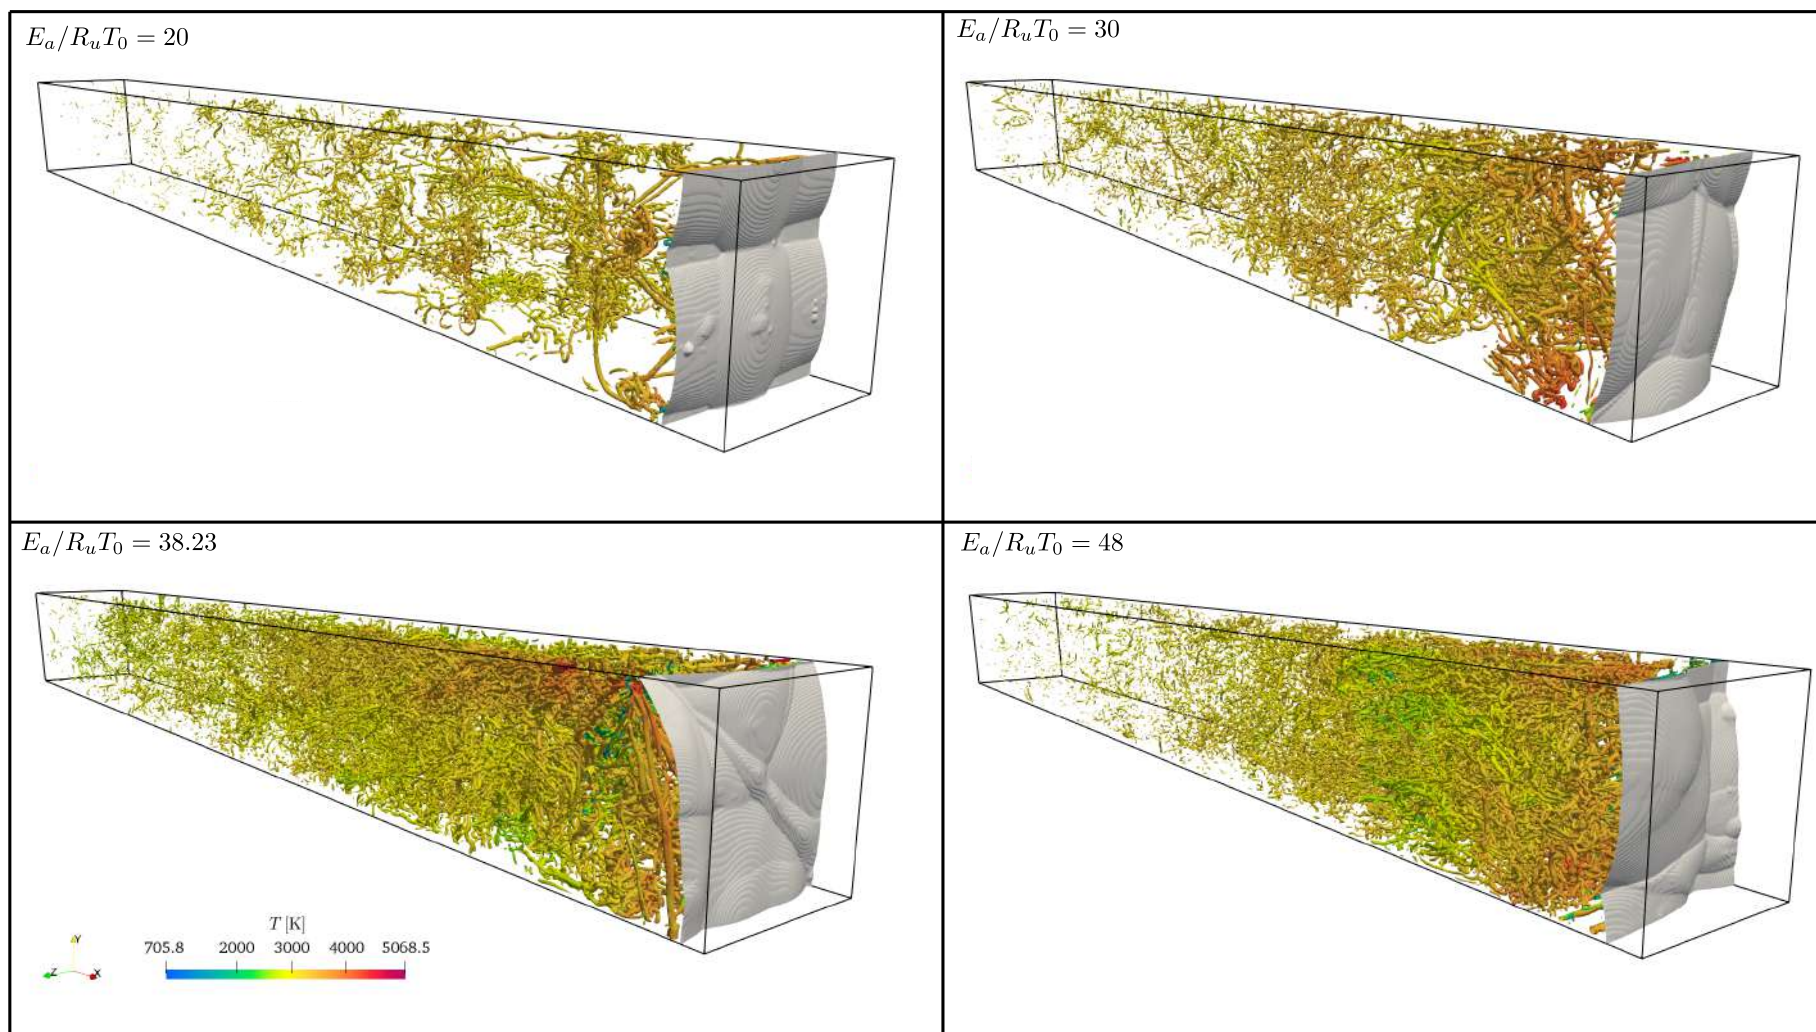 E_a/R_uT_0 = 20
E_a/R_uT_0 = 30
E_a/R_uT_0 = 38.23
E_a/R_uT_0 = 48
T [K]
705.8 2000 3000 4000 5068.5
Y
Z X